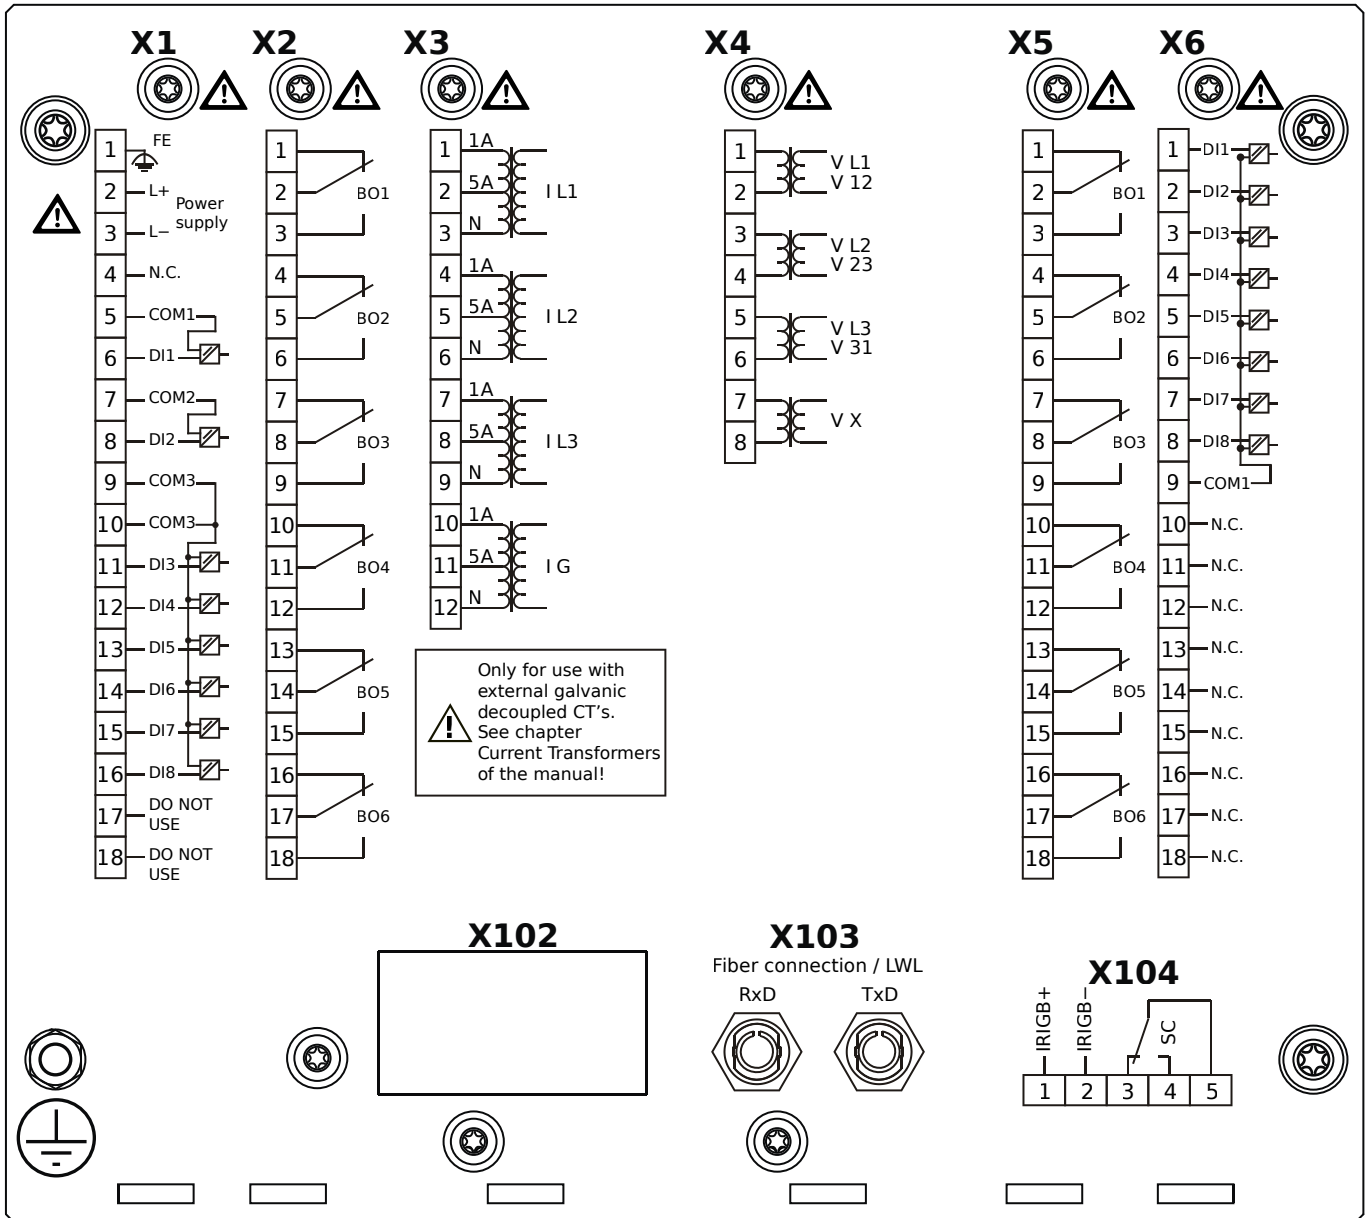 X1 X2 X3 X4 X5 X6
1 FE
2 L+
Power
supply
3 L−
4 N.C.
5 COM1
6 DI1
7 COM2
8 DI2
9 COM3
10 COM3
11 DI3
12 DI4
13 DI5
14 DI6
15 DI7
16 DI8
17 DO NOT
USE
18 DO NOT
USE
1
2 BO1
3
4
5 BO2
6
7
8 BO3
9
10
11 BO4
12
13
14 BO5
15
16
17 BO6
18
1 1A
2 5A I L1
3 N
4 1A
5 5A I L2
6 N
7 1A
8 5A I L3
9 N
10 1A
11 5A I G
12 N
Only for use with
external galvanic
decoupled CT's.
See chapter
Current Transformers
of the manual!
1 V L1
2 V 12
3 V L2
4 V 23
5 V L3
6 V 31
7 V X
8
1
2 BO1
3
4
5 BO2
6
7
8 BO3
9
10
11 BO4
12
13
14 BO5
15
16
17 BO6
18
1 DI1
2 DI2
3 DI3
4 DI4
5 DI5
6 DI6
7 DI7
8 DI8
9 COM1
10 N.C.
11 N.C.
12 N.C.
13 N.C.
14 N.C.
15 N.C.
16 N.C.
17 N.C.
18 N.C.
X102
X103
Fiber connection / LWL
RxD TxD
X104
IRIGB+
IRIGB−
SC
1 2 3 4 5